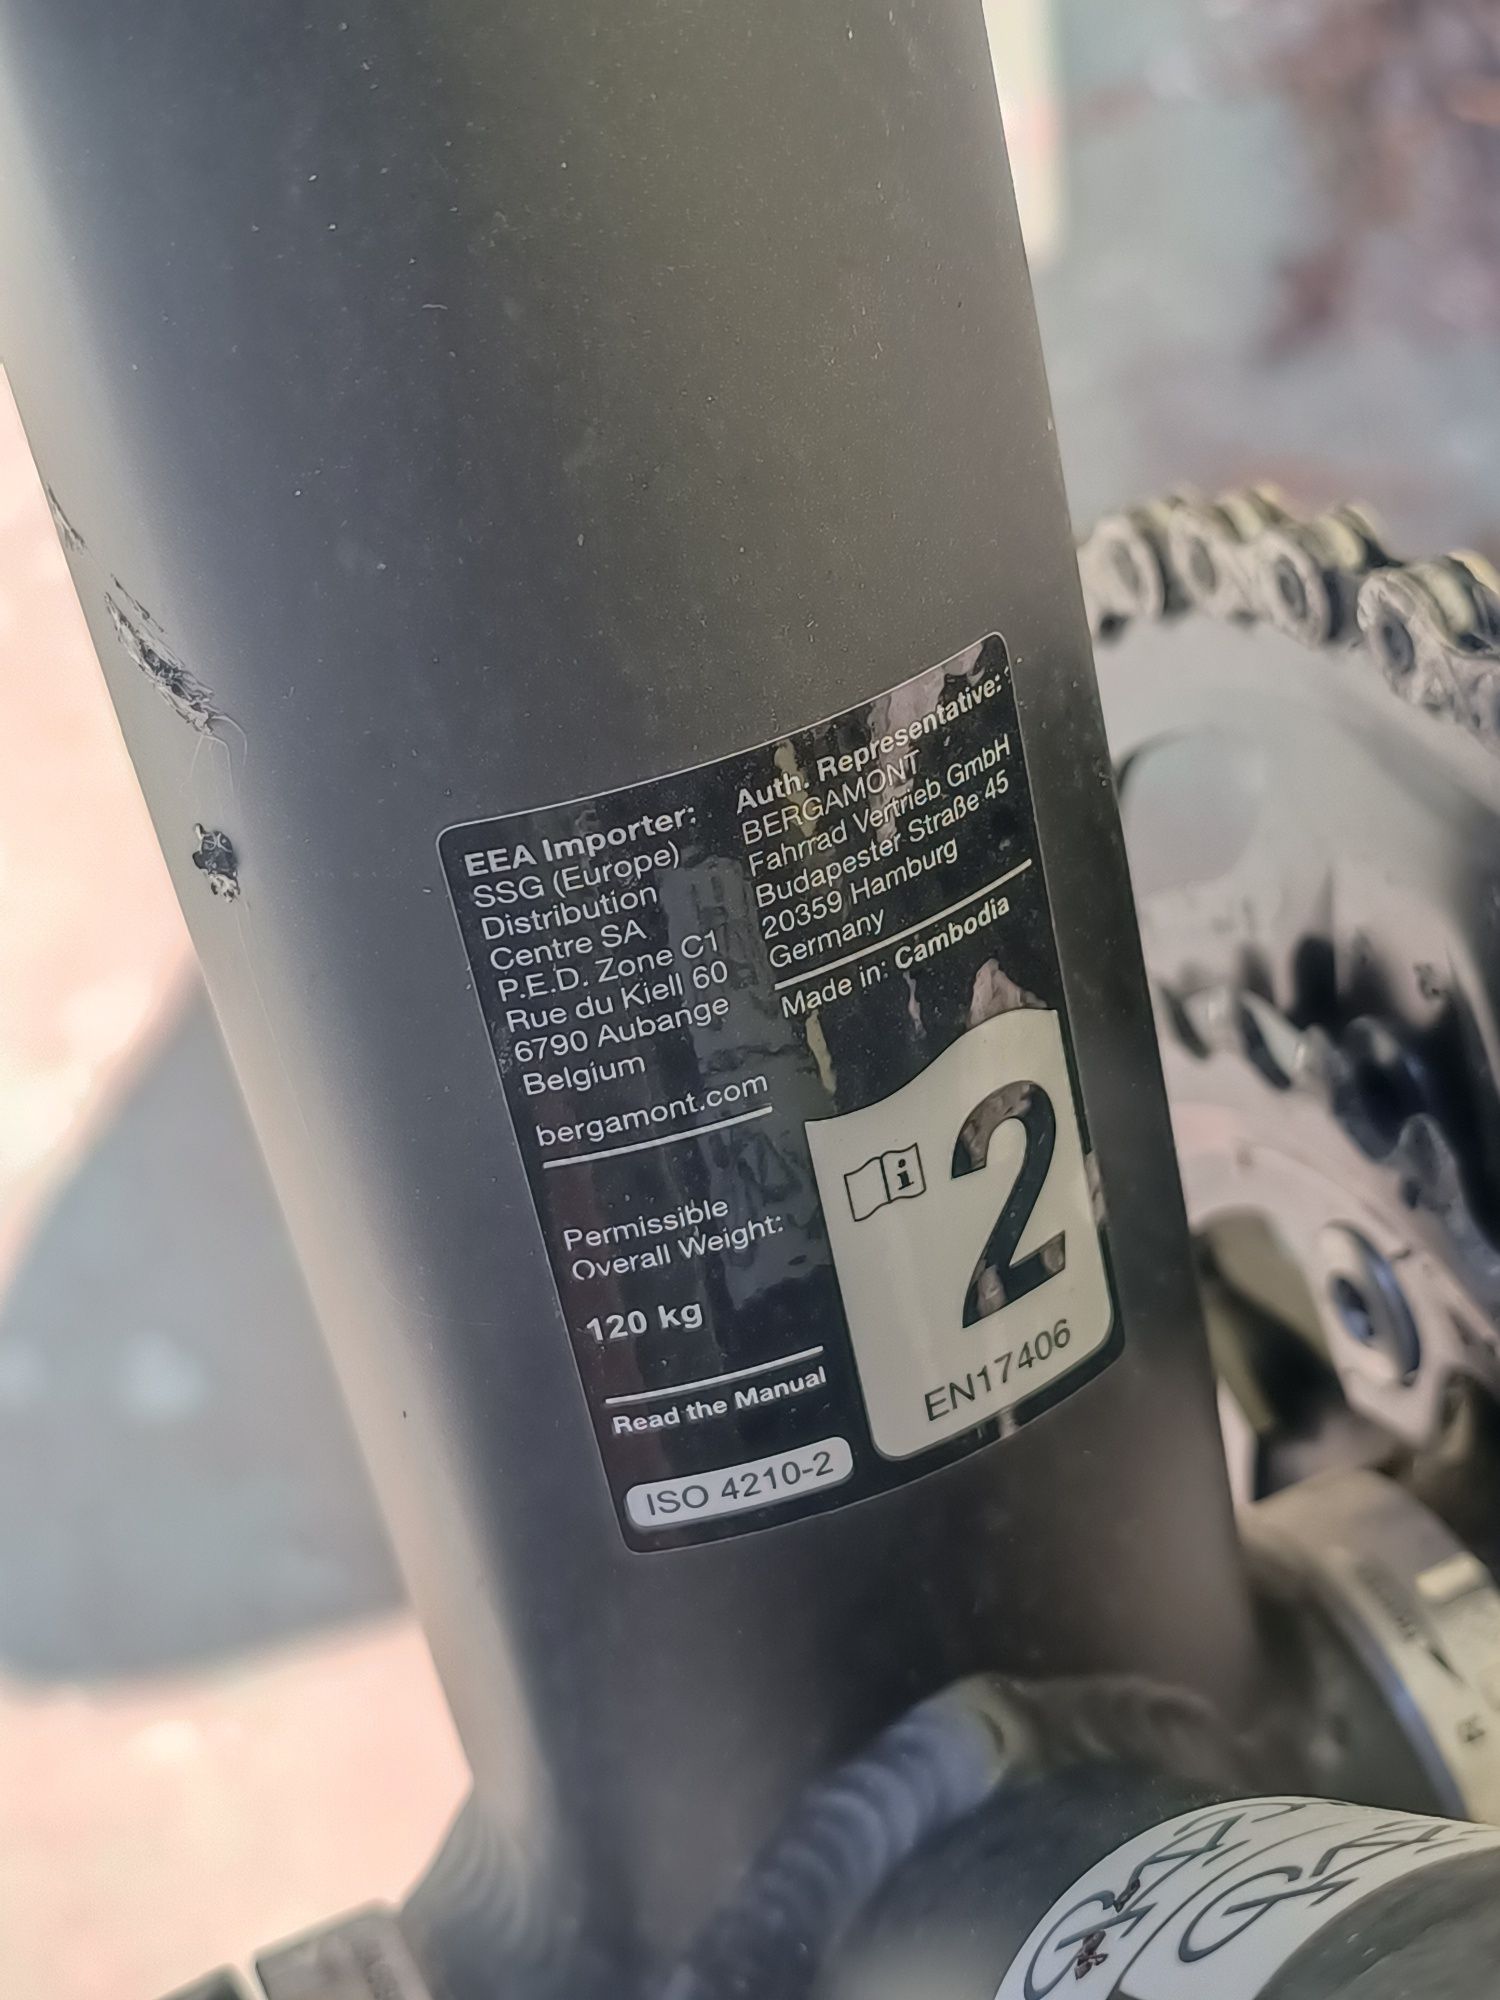 EEA Importer:
SSG (Europe)
Distribution
Centre SA
P.E.D. Zone C1
Rue du Kiell 60
6790 Aubange
Belgium
bergamont.com
Permissible
Overall Weight:
120 kg
Read the Manual
ISO 4210-2
Auth. Representative:
BERGAMONT
Fahrrad Vertrieb GmbH
Budapester Straße 45
20359 Hamburg
Germany
Made in: Cambodia
i
2
EN17406